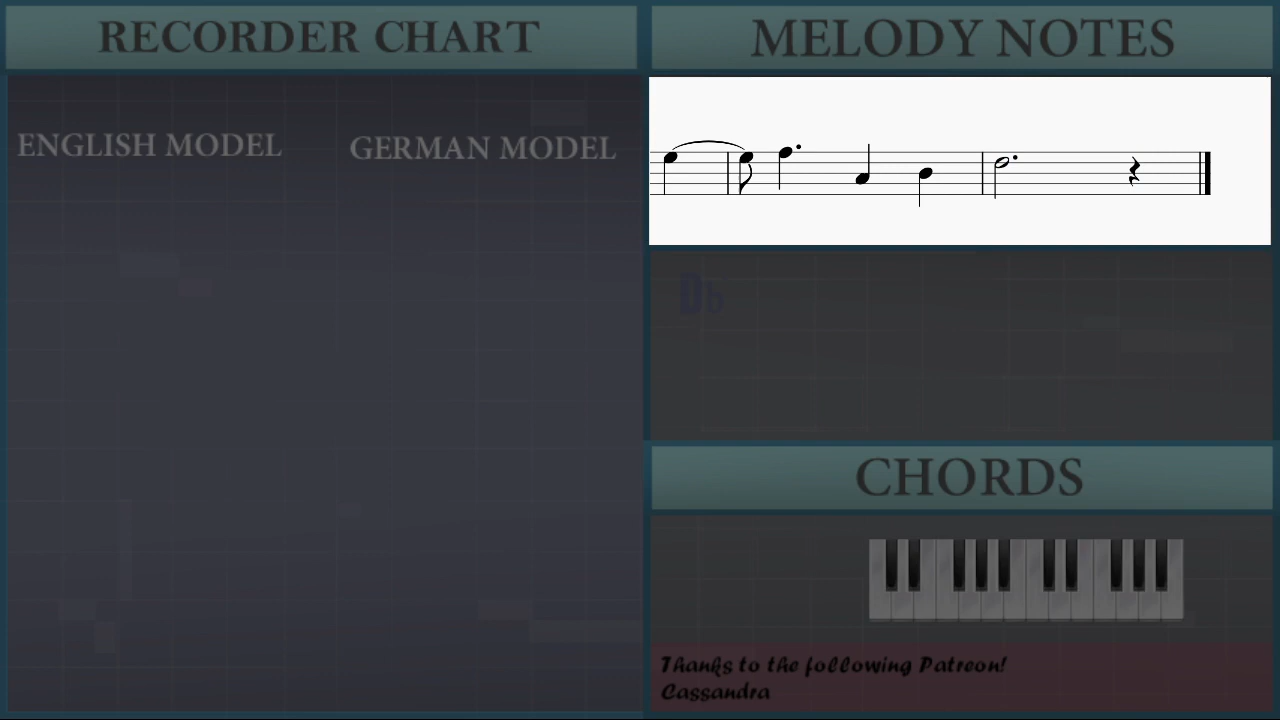 RECORDER CHART
MELODY NOTES
ENGLISH MODEL
GERMAN MODEL
D♭
CHORDS
Thanks to the following Patreon!
Cassandra